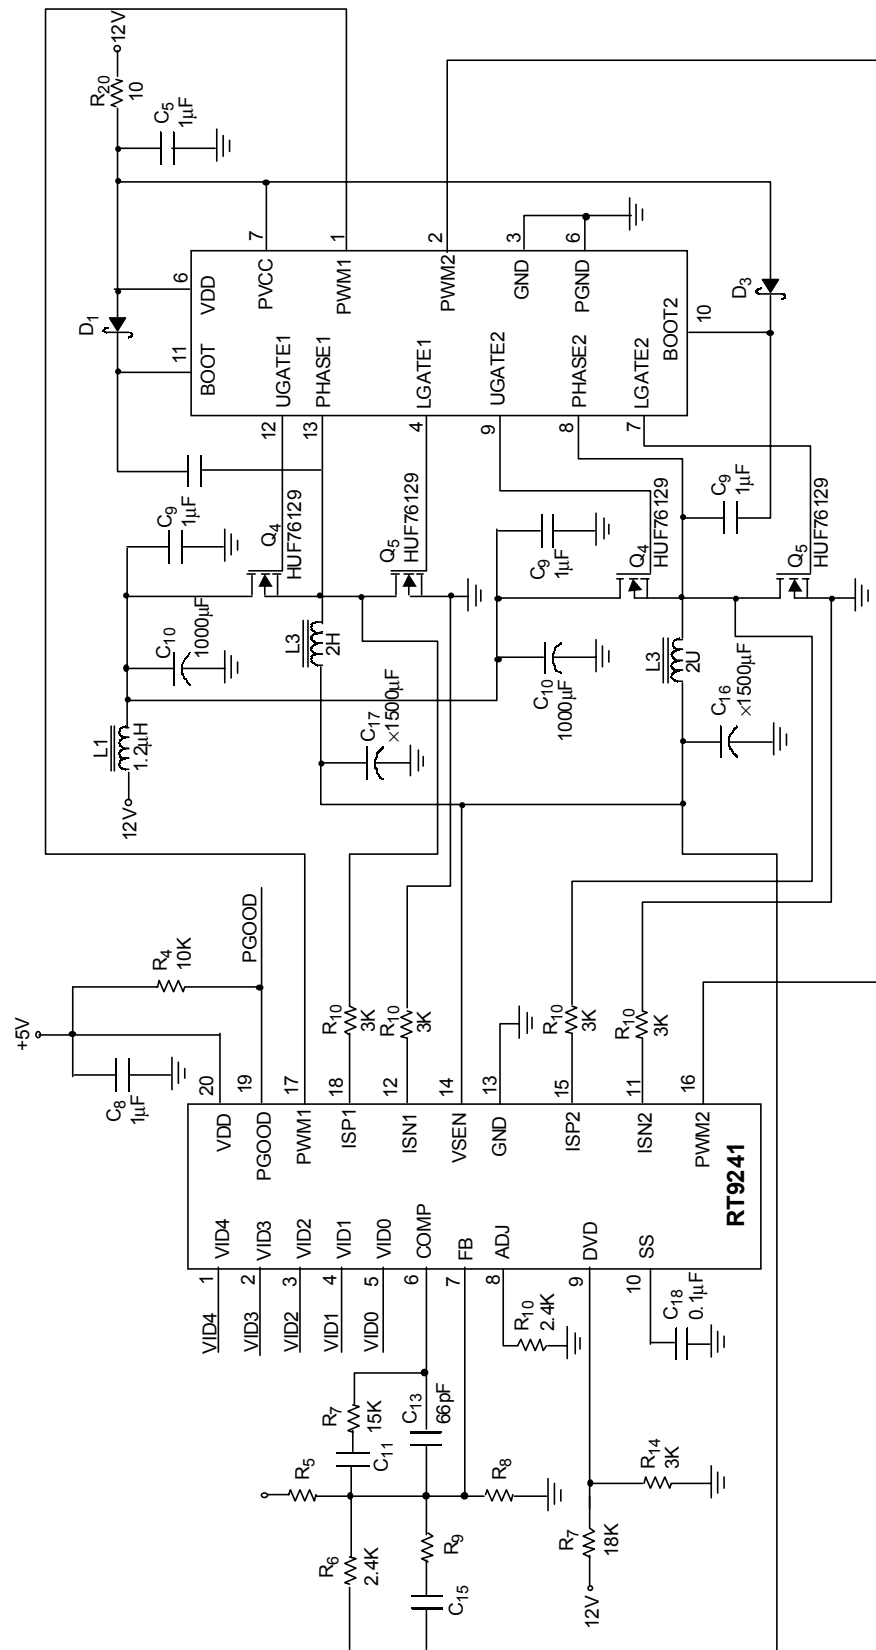 12V
R20
10
C5
1µF
7
PVCC
1
PWM1
2
PWM2
3
GND
6
PGND
6
VDD
D1
11
BOOT
D3
10
BOOT2
12
UGATE1
13
PHASE1
4
LGATE1
9
UGATE2
8
PHASE2
7
LGATE2
C9
1µF
Q4
HUF76129
Q5
HUF76129
C9
1µF
Q4
HUF76129
C9
1µF
Q5
HUF76129
C10
1000µF
L3
2H
C10
1000µF
L3
2U
L1
1.2µH
12V
C17
×1500µF
C16
×1500µF
+5V
R4
10K
PGOOD
C8
1µF
R10
3K
R10
3K
R10
3K
R10
3K
20
VDD
19
PGOOD
17
PWM1
18
ISP1
12
ISN1
14
VSEN
13
GND
15
ISP2
11
ISN2
16
PWM2
RT9241
VID4
1
VID4
VID3
2
VID3
VID2
3
VID2
VID1
4
VID1
VID0
5
VID0
6
COMP
7
FB
8
ADJ
9
DVD
10
SS
R10
2.4K
C18
0.1µF
R7
15K
C11
C13
66pF
R5
R8
R6
2.4K
R9
C15
R14
3K
R7
18K
12V